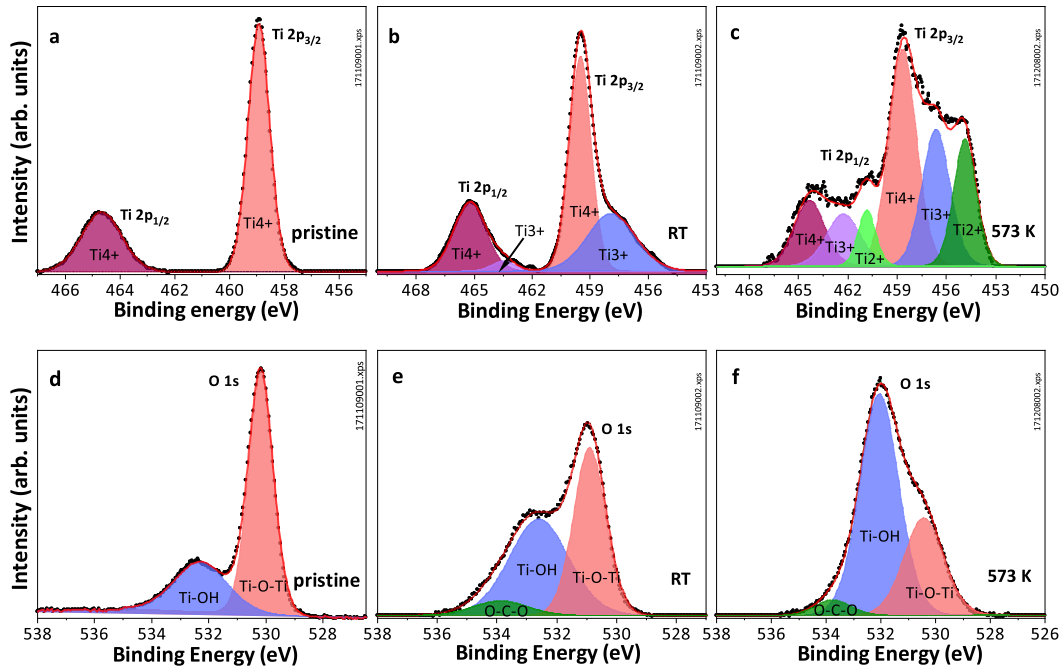 Intensity (arb. units)
a
Ti 2p3/2
171109001.xps
Ti 2p1/2
Ti4+
Ti4+
pristine
466 464 462 460 458 456
Binding energy (eV)
b
171109002.xps
Ti 2p3/2
Ti 2p1/2
Ti4+
Ti3+
Ti4+
Ti3+
RT
467 465 463 461 459 457 455 453
Binding Energy (eV)
c
Ti 2p3/2
171208002.xps
Ti 2p1/2
Ti4+
Ti4+
Ti3+
Ti3+
Ti2+
Ti2+
573 K
468 465 462 459 456 453 450
Binding Energy (eV)
Intensity (arb. units)
d
O 1s
171109001.xps
Ti-OH
Ti-O-Ti
pristine
538 536 534 532 530 528
Binding Energy (eV)
e
171109002.xps
O 1s
Ti-OH
Ti-O-Ti
O-C-O
RT
538 536 534 532 530 528
Binding Energy (eV)
f
O 1s
171208002.xps
Ti-OH
Ti-O-Ti
O-C-O
573 K
538 536 534 532 530 528 526
Binding Energy (eV)